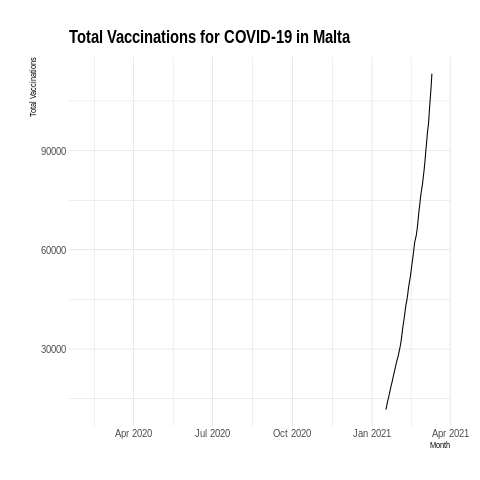 Total Vaccinations for COVID-19 in Malta
Total Vaccinations
90000
60000
30000
Apr 2020 Jul 2020 Oct 2020 Jan 2021 Apr 2021
Month